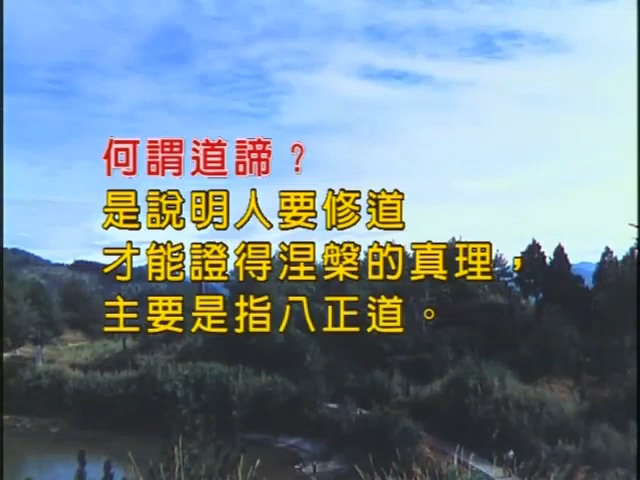 何謂道諦？
是說明人要修道
才能證得涅槃的真理，
主要是指八正道。